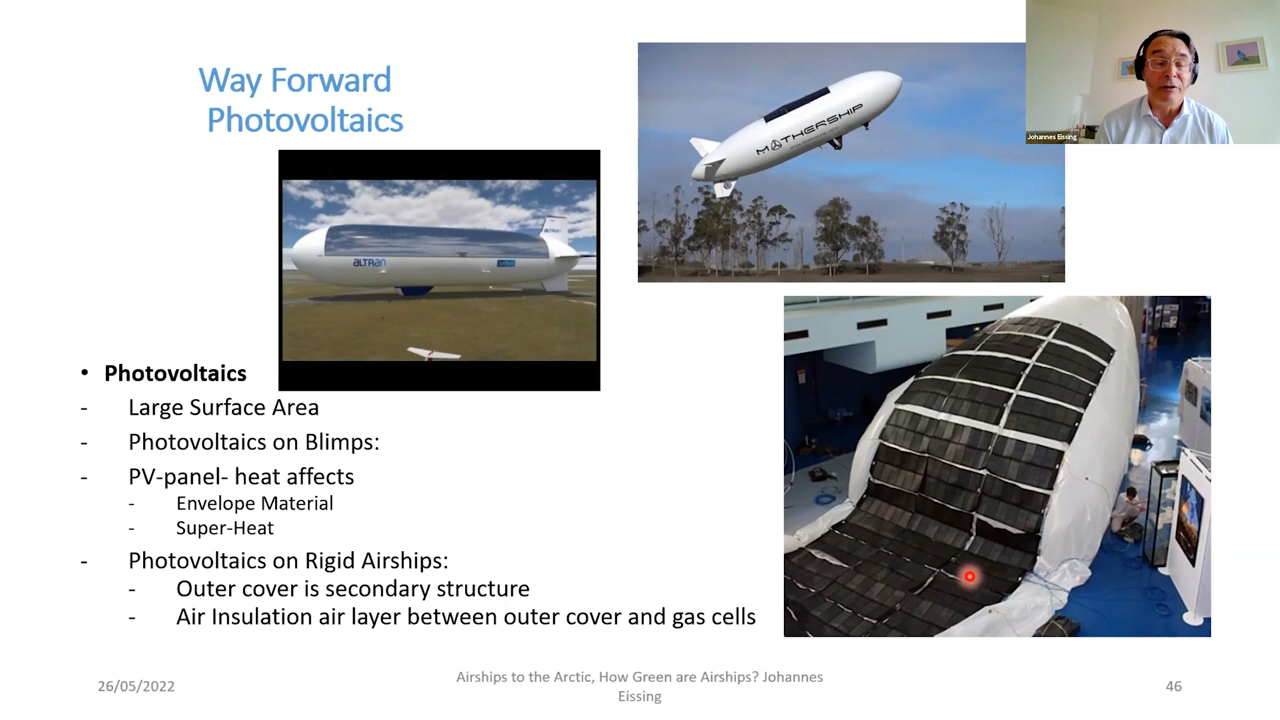 Way Forward
Photovoltaics
MOTHERSHIP
Johannes Eissing
ALTRAN
ALTRAN
• Photovoltaics
- Large Surface Area
- Photovoltaics on Blimps:
- PV-panel- heat affects
- Envelope Material
- Super-Heat
- Photovoltaics on Rigid Airships:
- Outer cover is secondary structure
- Air Insulation air layer between outer cover and gas cells
26/05/2022
Airships to the Arctic, How Green are Airships? Johannes
Eissing
46